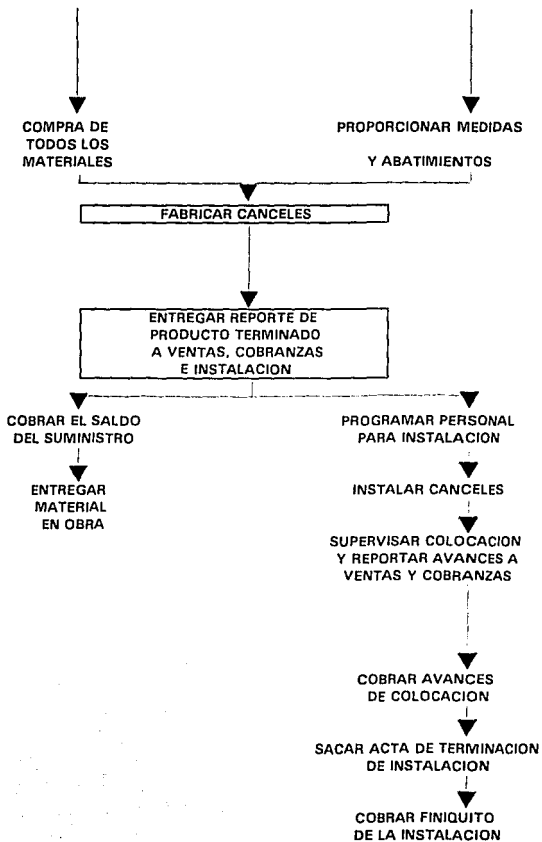 COMPRA DE
TODOS LOS
MATERIALES
PROPORCIONAR MEDIDAS
Y ABATIMIENTOS
FABRICAR CANCELES
ENTREGAR REPORTE DE
PRODUCTO TERMINADO
A VENTAS, COBRANZAS
E INSTALACION
COBRAR EL SALDO
DEL SUMINISTRO
ENTREGAR
MATERIAL
EN OBRA
PROGRAMAR PERSONAL
PARA INSTALACION
INSTALAR CANCELES
SUPERVISAR COLOCACION
Y REPORTAR AVANCES A
VENTAS Y COBRANZAS
COBRAR AVANCES
DE COLOCACION
SACAR ACTA DE TERMINACION
DE INSTALACION
COBRAR FINIQUITO
DE LA INSTALACION